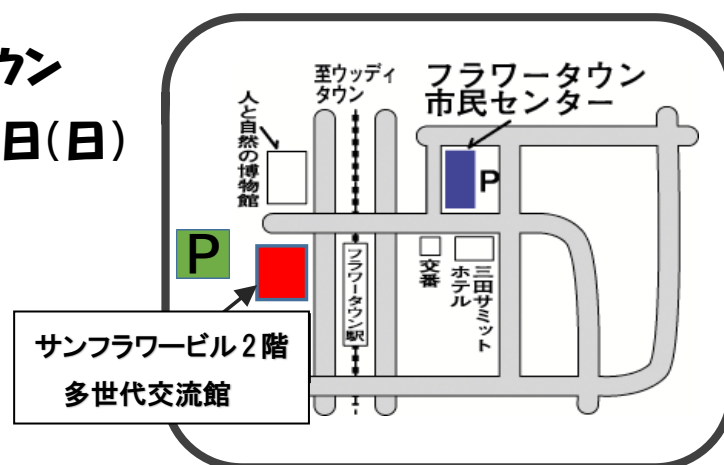 ウン
日(日)
至ウッディ
タウン
フラワータウン
市民センター
人と自然の博物館
P
P
フラワータウン駅
交番
三田サミット
ホテル
サンフラワービル2階
多世代交流館